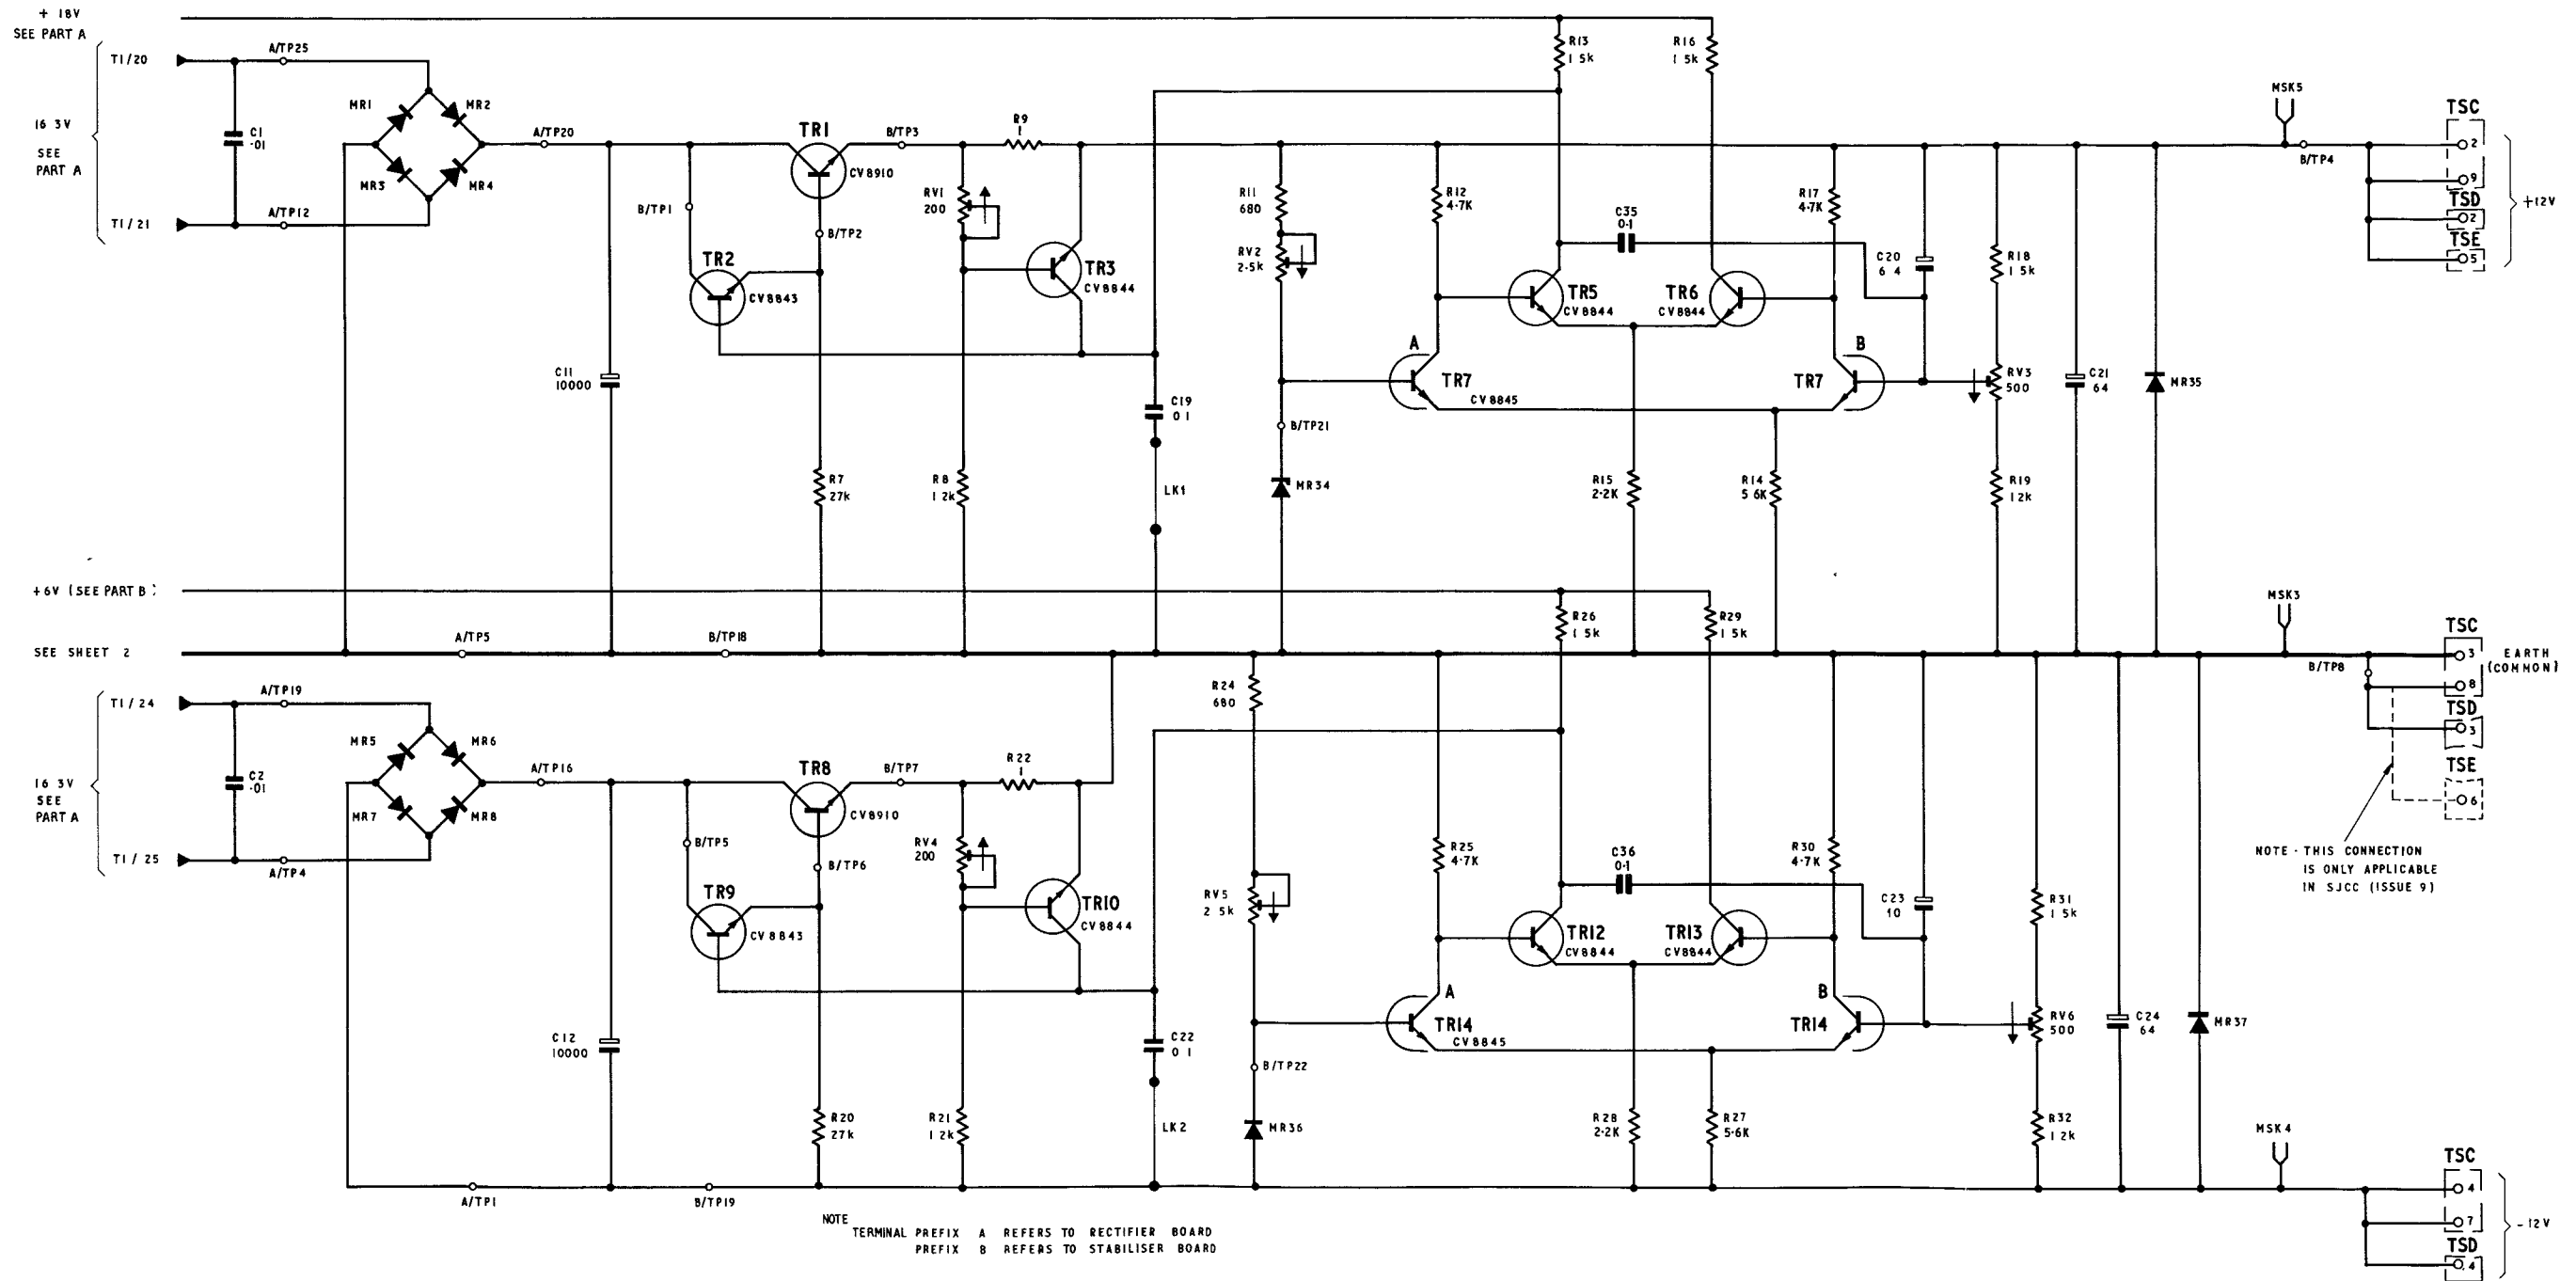 + 18V
SEE PART A
T1/20
A/TP25
16 3V
SEE
PART A
C1
·01
MR1
MR2
MR3
MR4
T1/21
A/TP12
A/TP20
C11
10000
B/TP1
TR1
CV8910
B/TP2
B/TP3
TR2
CV8843
R7
27k
RV1
200
R9
1
TR3
CV8844
R8
1 2k
C19
0 1
LK1
R11
680
RV2
2·5k
B/TP21
MR34
R12
4·7K
R13
1 5k
R16
1 5k
C35
0·1
TR5
CV8844
TR6
CV8844
R17
4·7K
A
TR7
CV8845
B
TR7
R15
2·2K
R14
5 6K
C20
6 4
R18
1 5k
RV3
500
R19
1 2k
C21
64
MR35
MSK5
B/TP4
TSC
2
9
TSD
2
TSE
5
+12V
+6V (SEE PART B)
SEE SHEET 2
A/TP5
B/TP18
MSK3
B/TP8
TSC
3
8
EARTH
(COMMON)
TSD
3
TSE
6
NOTE - THIS CONNECTION
IS ONLY APPLICABLE
IN SJCC (ISSUE 9)
T1/24
A/TP19
16 3V
SEE
PART A
C2
·01
MR5
MR6
MR7
MR8
T1/25
A/TP4
A/TP16
C12
10000
B/TP5
TR8
CV8910
B/TP6
B/TP7
TR9
CV8843
R20
27k
RV4
200
R22
1
TR10
CV8844
R21
1 2k
C22
0 1
LK2
R24
680
RV5
2 5k
B/TP22
MR36
R25
4·7K
R26
1 5k
R29
1 5k
C36
0·1
TR12
CV8844
TR13
CV8844
R30
4·7K
A
TR14
CV8845
B
TR14
R28
2·2K
R27
5·6K
C23
10
R31
1 5k
RV6
500
R32
1 2k
C24
64
MR37
MSK4
TSC
4
7
TSD
4
-12V
A/TP1
B/TP19
NOTE
TERMINAL PREFIX A REFERS TO RECTIFIER BOARD
PREFIX B REFERS TO STABILISER BOARD